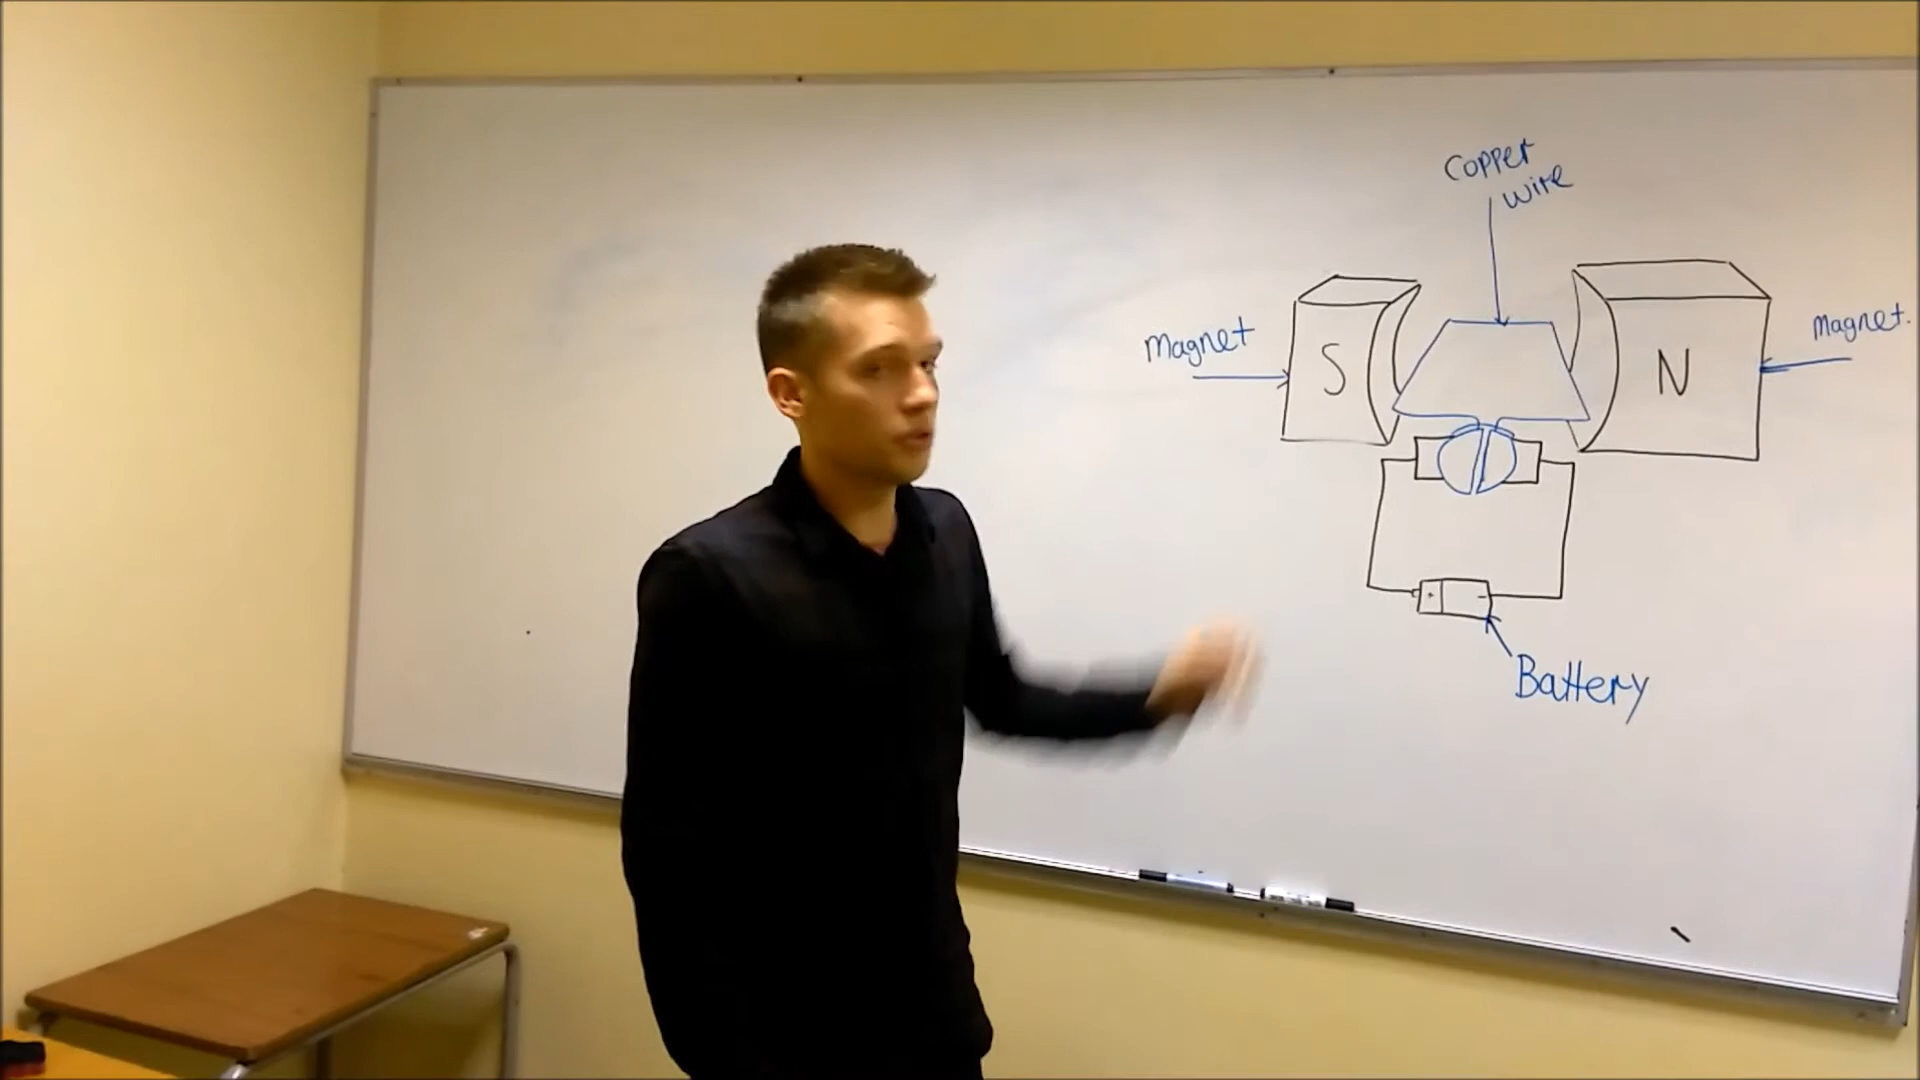 Copper
wire
Magnet
S
N
Magnet.
+ -
Battery